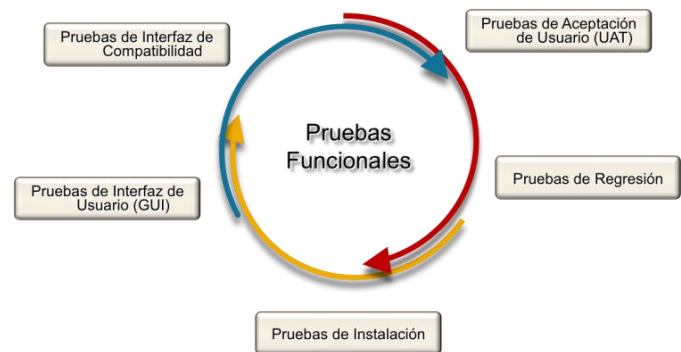 Pruebas de Interfaz de
Compatibilidad
Pruebas de Aceptación
de Usuario (UAT)
Pruebas
Funcionales
Pruebas de Interfaz de
Usuario (GUI)
Pruebas de Regresión
Pruebas de Instalación